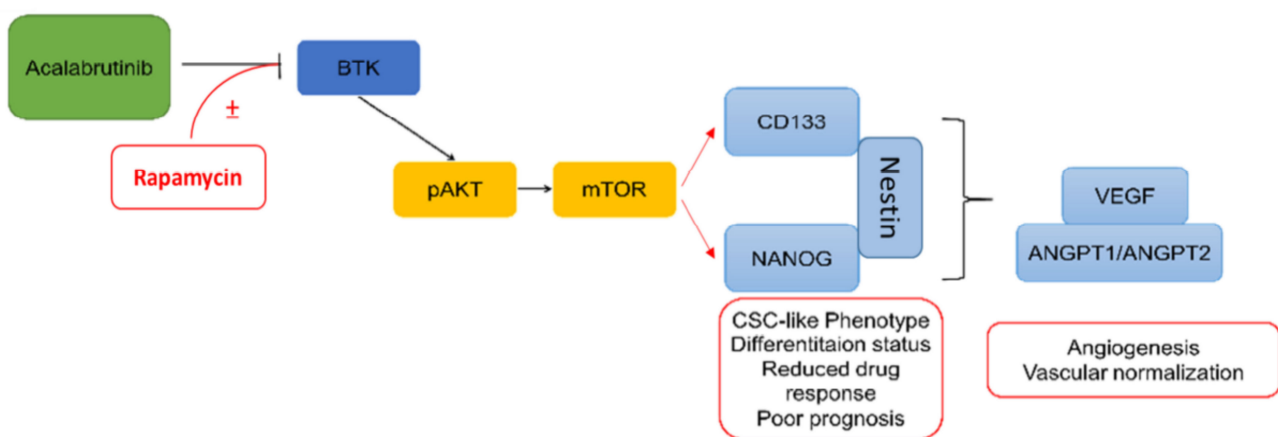 Acalabrutinib
BTK
±
Rapamycin
pAKT
mTOR
CD133
Nestin
NANOG
VEGF
ANGPT1/ANGPT2
CSC-like Phenotype
Differentitaion status
Reduced drug
response
Poor prognosis
Angiogenesis
Vascular normalization